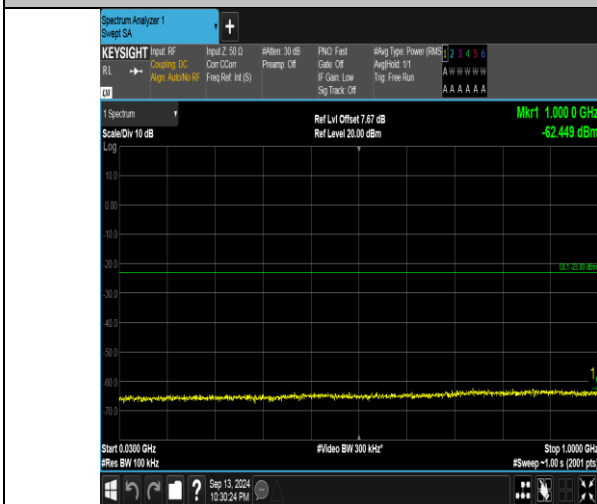 Spectrum Analyzer 1
Swept SA
+
KEYSIGHT Input: RF Input Z: 50 Ω #Atten: 30 dB PNO: Fast #Avg Type: Power (RMS 1 2 3 4 5 6
RL Coupling: DC Corr CCorr Preamp: Off Gate: Off Avg|Hold: 1/1 A W W W W W
Align: Auto/No RF Freq Ref: Int (S) IF Gain: Low Trig: Free Run
LXI Sig Track: Off A A A A A A
1 Spectrum Ref Lvl Offset 7.67 dB Mkr1 1.000 0 GHz
Scale/Div 10 dB Ref Level 20.00 dBm -62.449 dBm
Log
10.0
0.00
-10.0
-20.0
DL1 -23.00 dBm
-30.0
-40.0
-50.0
-60.0
1
-70.0
Start 0.0300 GHz #Video BW 300 kHz* Stop 1.0000 GHz
#Res BW 100 kHz #Sweep ~1.00 s (2001 pts)
? Sep 13, 2024
10:30:24 PM